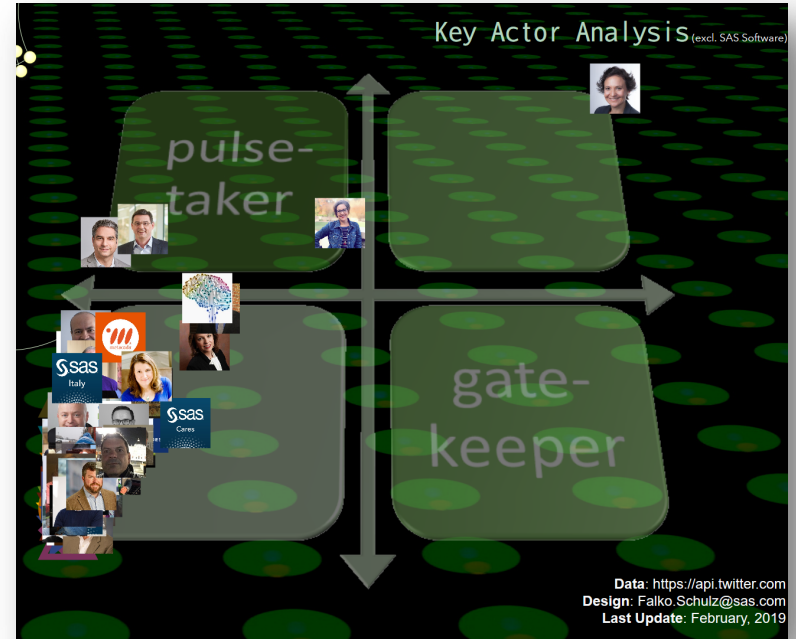 Key Actor Analysis(excl. SAS Software)
pulse-
taker
sas
Italy
sas
Cares
gate-
keeper
Data: https://api.twitter.com
Design: Falko.Schulz@sas.com
Last Update: February, 2019